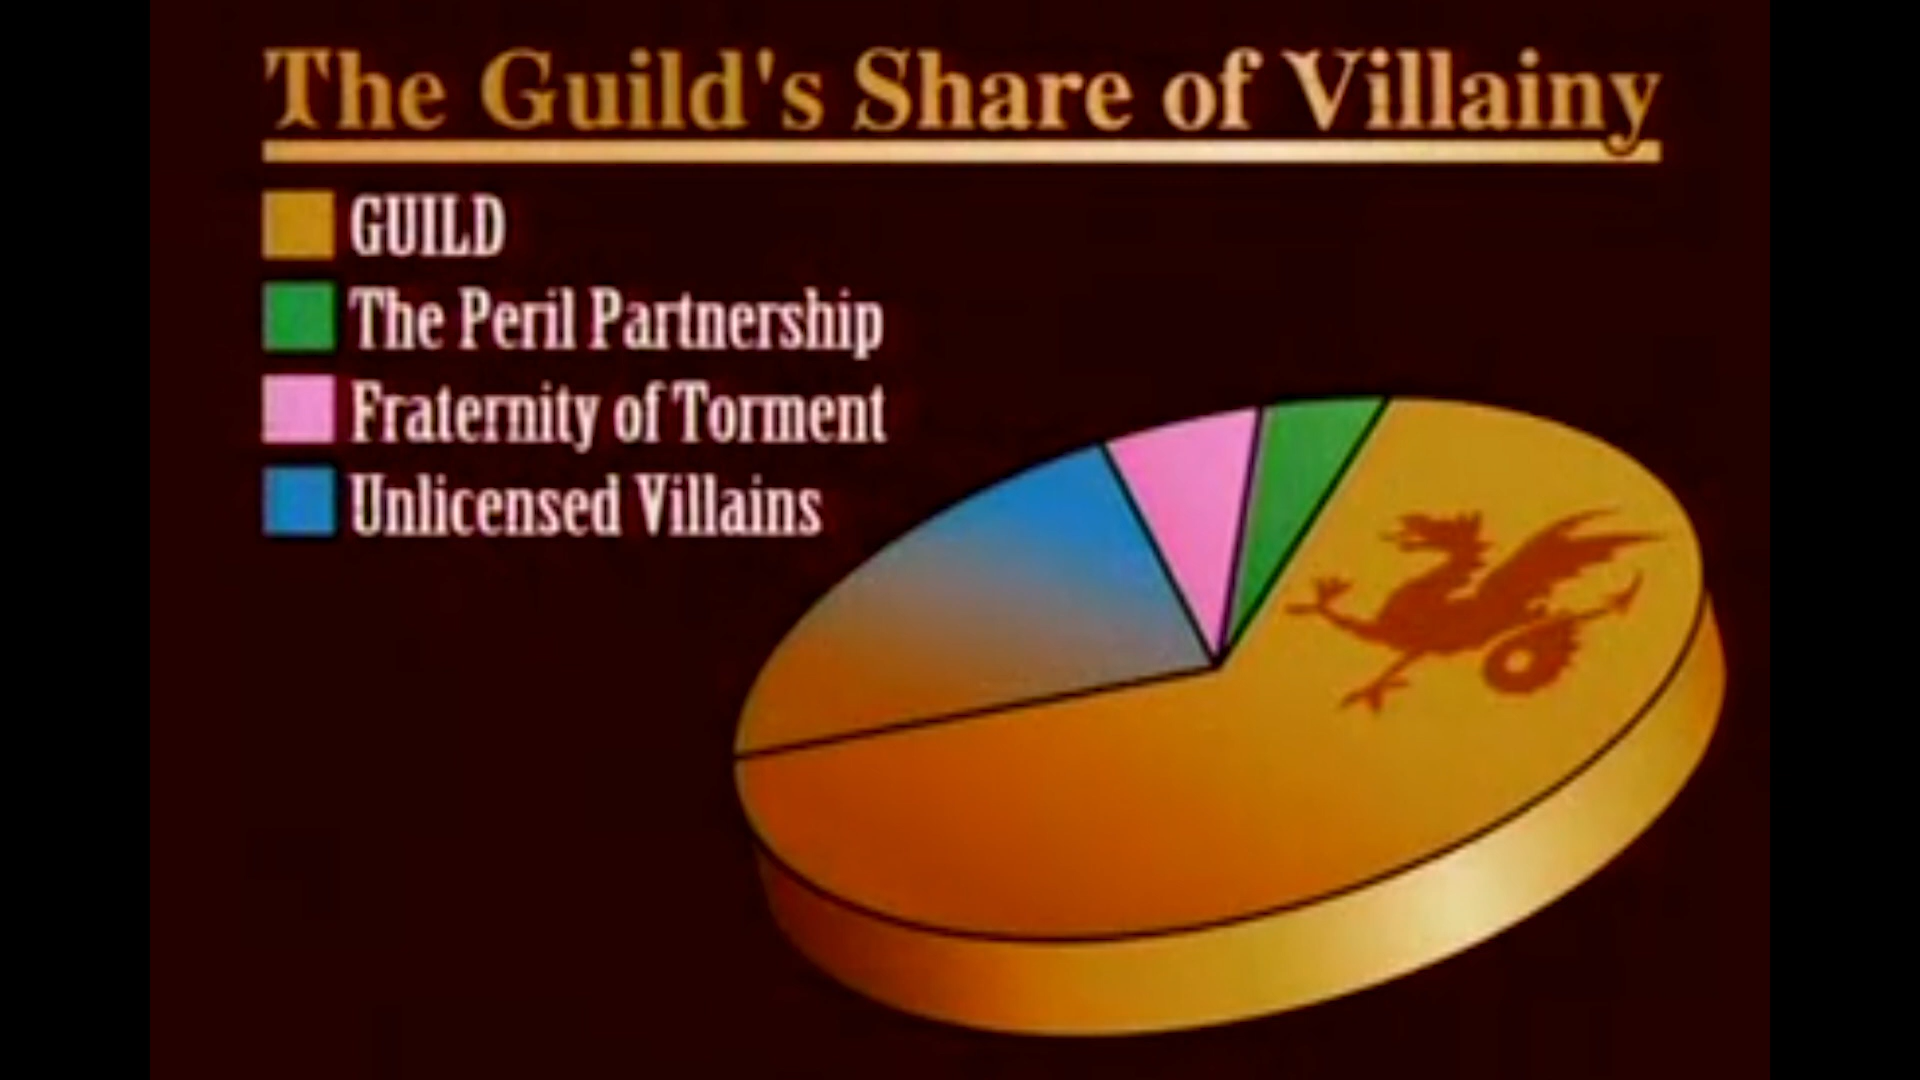 The Guild's Share of Villainy
GUILD
The Peril Partnership
Fraternity of Torment
Unlicensed Villains